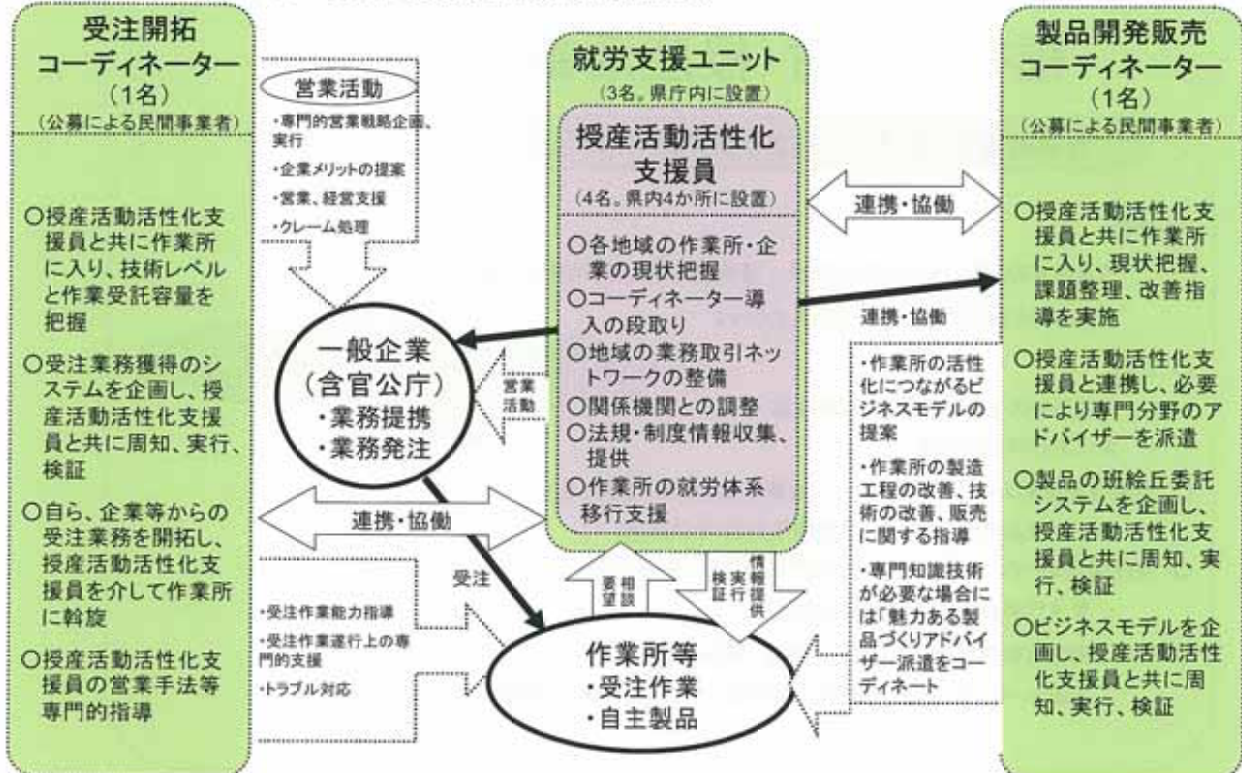 受注開拓
コーディネーター
(1名)
(公募による民間事業者)
○授産活動活性化支
援員と共に作業所
に入り、技術レベル
と作業受託容量を
把握
○受注業務獲得のシ
ステムを企画し、授
産活動活性化支援
員と共に周知、実行、
検証
○自ら、企業等からの
受注業務を開拓し、
授産活動活性化支
援員を介して作業所
に斡旋
○授産活動活性化支
援員の営業手法等
専門的指導
営業活動
・専門的営業戦略企画、
実行
・企業メリットの提案
・営業、経営支援
・クレーム処理
一般企業
(含官公庁)
・業務提携
・業務発注
営業
活動
連携・協働
受注
・受注作業能力指導
・受注作業遂行上の専
門的支援
・トラブル対応
就労支援ユニット
(3名。県庁内に設置)
授産活動活性化
支援員
(4名。県内4か所に設置)
○各地域の作業所・企
業の現状把握
○コーディネーター導
入の段取り
○地域の業務取引ネッ
トワークの整備
○関係機関との調整
○法規・制度情報収集、
提供
○作業所の就労体系
移行支援
相談
要望
情報提供
実行
検証
作業所等
・受注作業
・自主製品
連携・協働
連携・協働
・作業所の活性
化につながるビ
ジネスモデルの
提案
・作業所の製造
工程の改善、技
術の改善、販売
に関する指導
・専門知識技術
が必要な場合に
は「魅力ある製
品づくりアドバイ
ザー派遣をコー
ディネート
製品開発販売
コーディネーター
(1名)
(公募による民間事業者)
○授産活動活性化支
援員と共に作業所
に入り、現状把握、
課題整理、改善指
導を実施
○授産活動活性化支
援員と連携し、必要
により専門分野のア
ドバイザーを派遣
○製品の班絵丘委託
システムを企画し、
授産活動活性化支
援員と共に周知、実
行、検証
○ビジネスモデルを企
画し、授産活動活性
化支援員と共に周
知、実行、検証